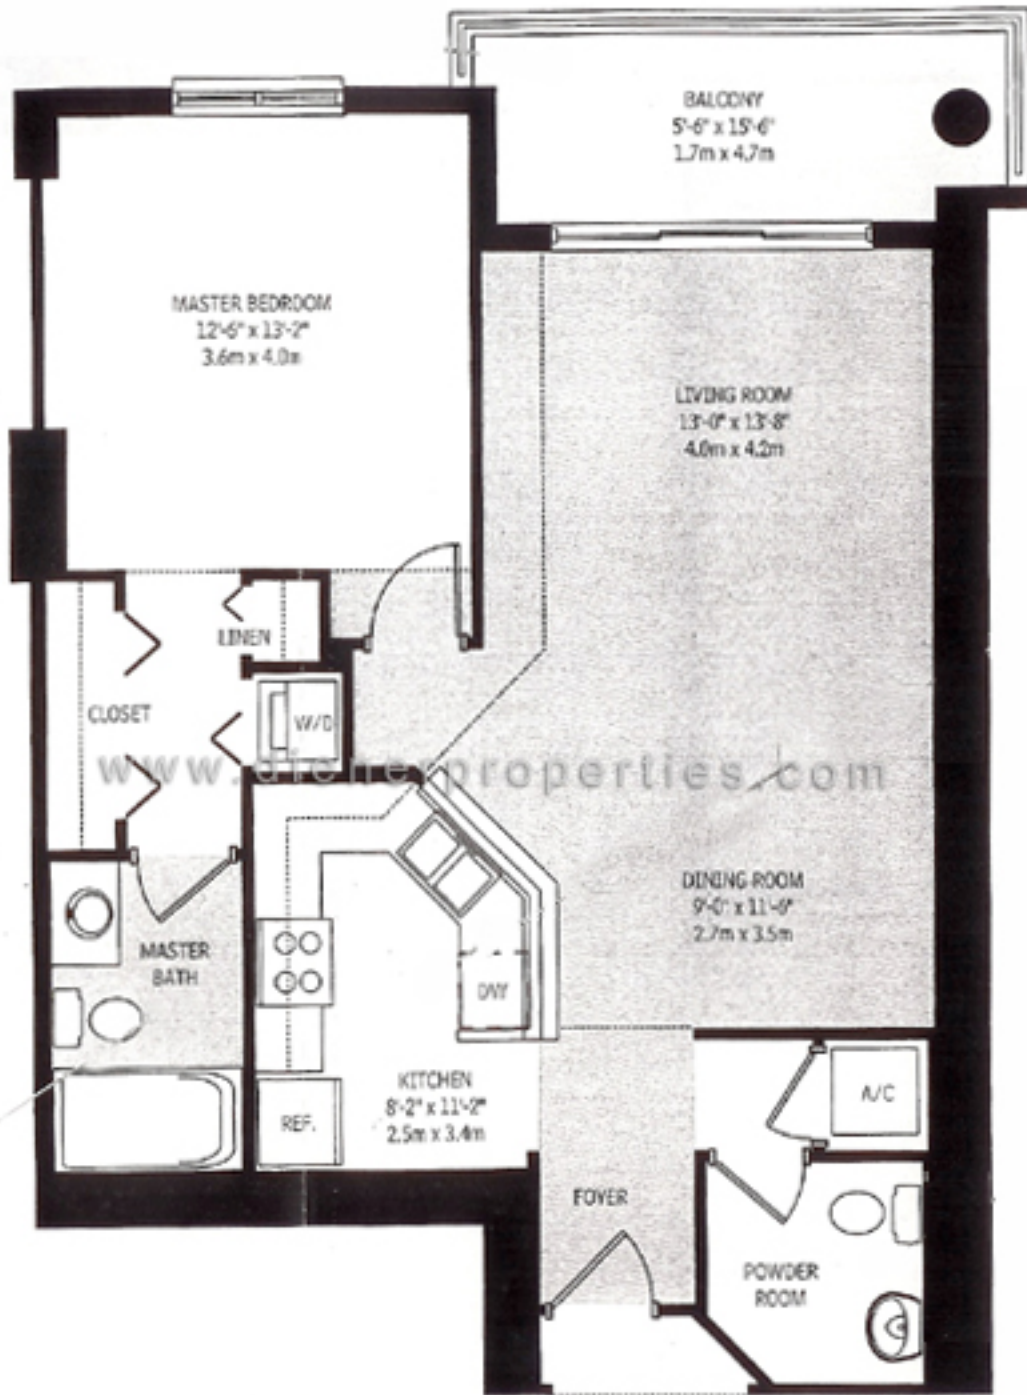 BALCONY
5'-6" x 15'-6"
1.7m x 4.7m
MASTER BEDROOM
12'-6" x 13'-2"
3.6m x 4.0m
LIVING ROOM
13'-0" x 13'-8"
4.0m x 4.2m
LINEN
CLOSET
W/D
DINING ROOM
9'-0" x 11'-6"
2.7m x 3.5m
MASTER
BATH
DW
KITCHEN
8'-2" x 11'-2"
2.5m x 3.4m
REF.
A/C
FOYER
POWDER
ROOM